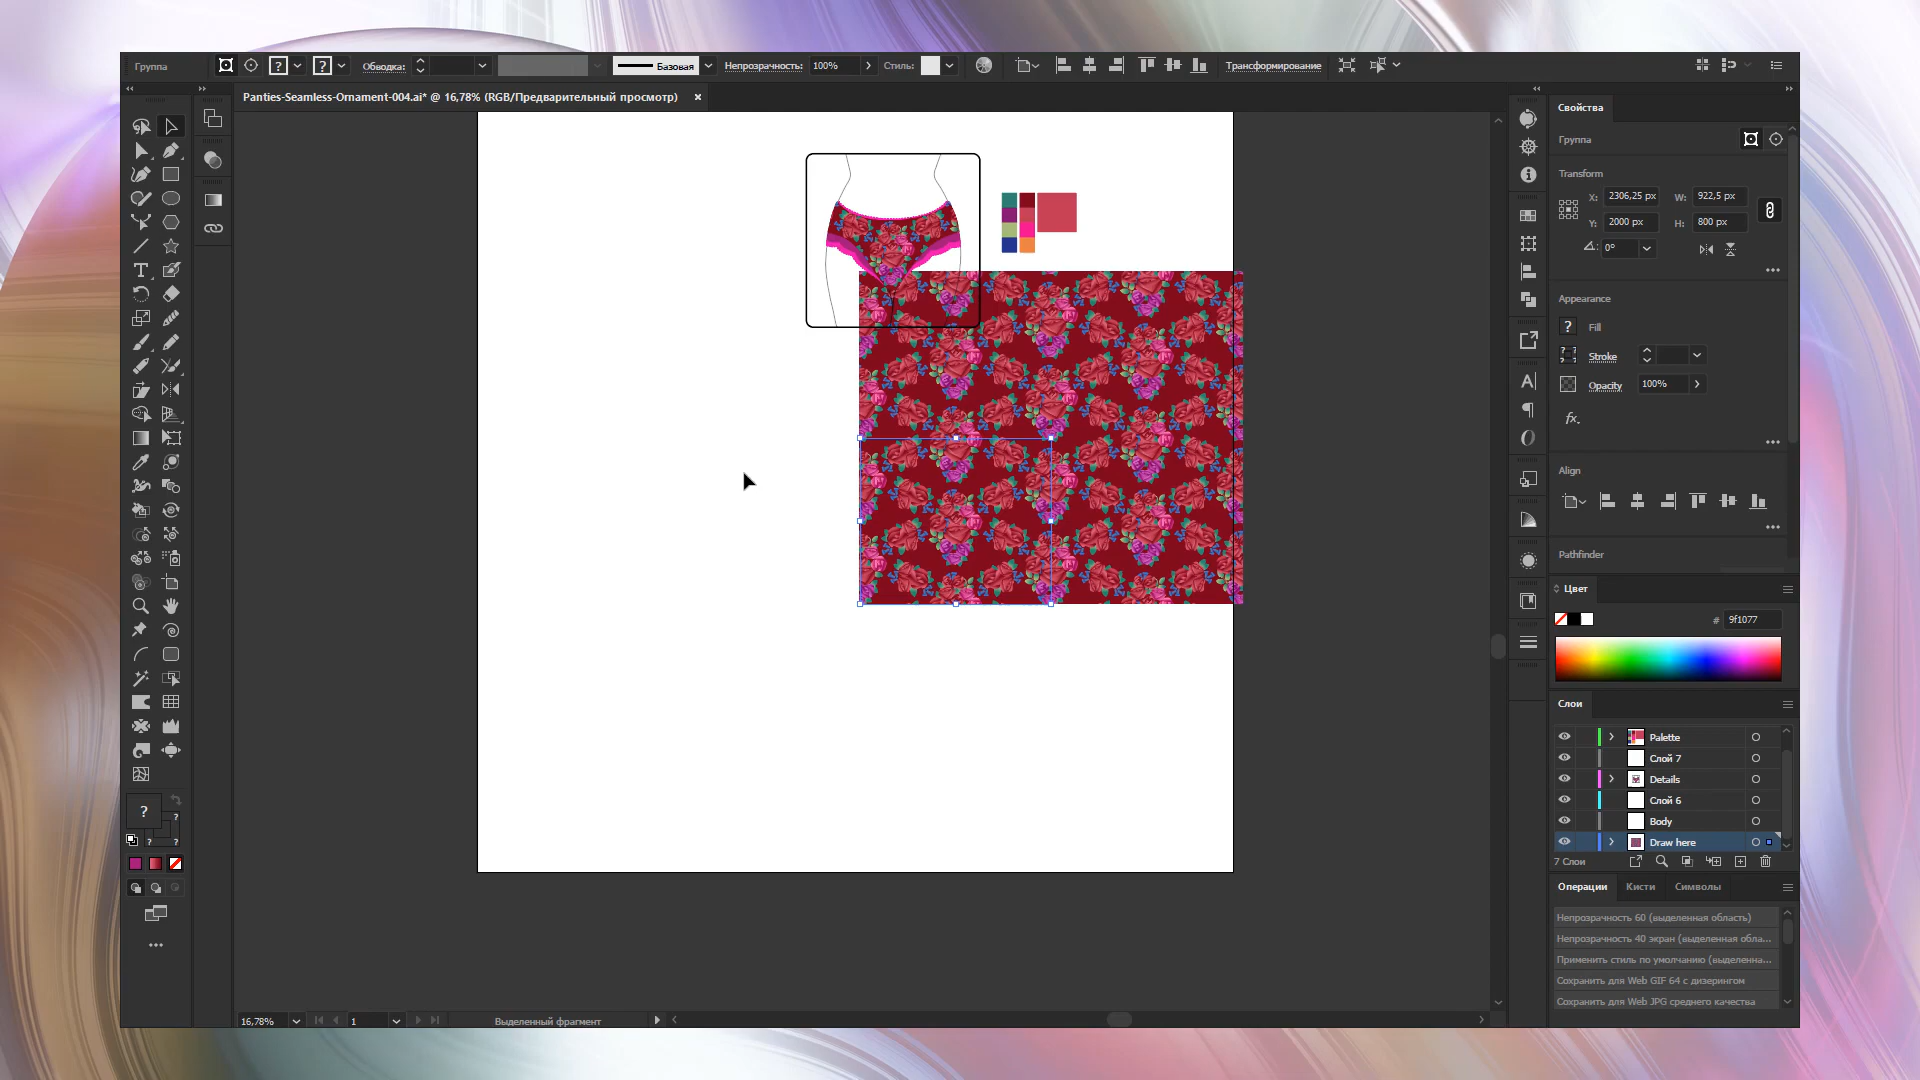 Группа
Обводка:
Базовая
Непрозрачность:
100%
Стиль:
Трансформирование
Panties-Seamless-Ornament-004.ai* @ 16,78% (RGB/Предварительный просмотр)
×
Свойства
Группа
Transform
X: 2306,25 px W: 922,5 px
Y: 2000 px H: 800 px
0°
Appearance
? Fill
Stroke
Opacity 100%
fx.
Align
Pathfinder
Цвет
# 9f1077
Слои
Palette
Слой 7
Details
Слой 6
Body
Draw here
7 Слои
Операции Кисти Символы
Непрозрачность 60 (выделенная область)
Непрозрачность 40 экран (выделенная обла...
Применить стиль по умолчанию (выделенна...
Сохранить для Web GIF 64 с дизерингом
Сохранить для Web JPG среднего качества
16,78% 1 Выделенный фрагмент